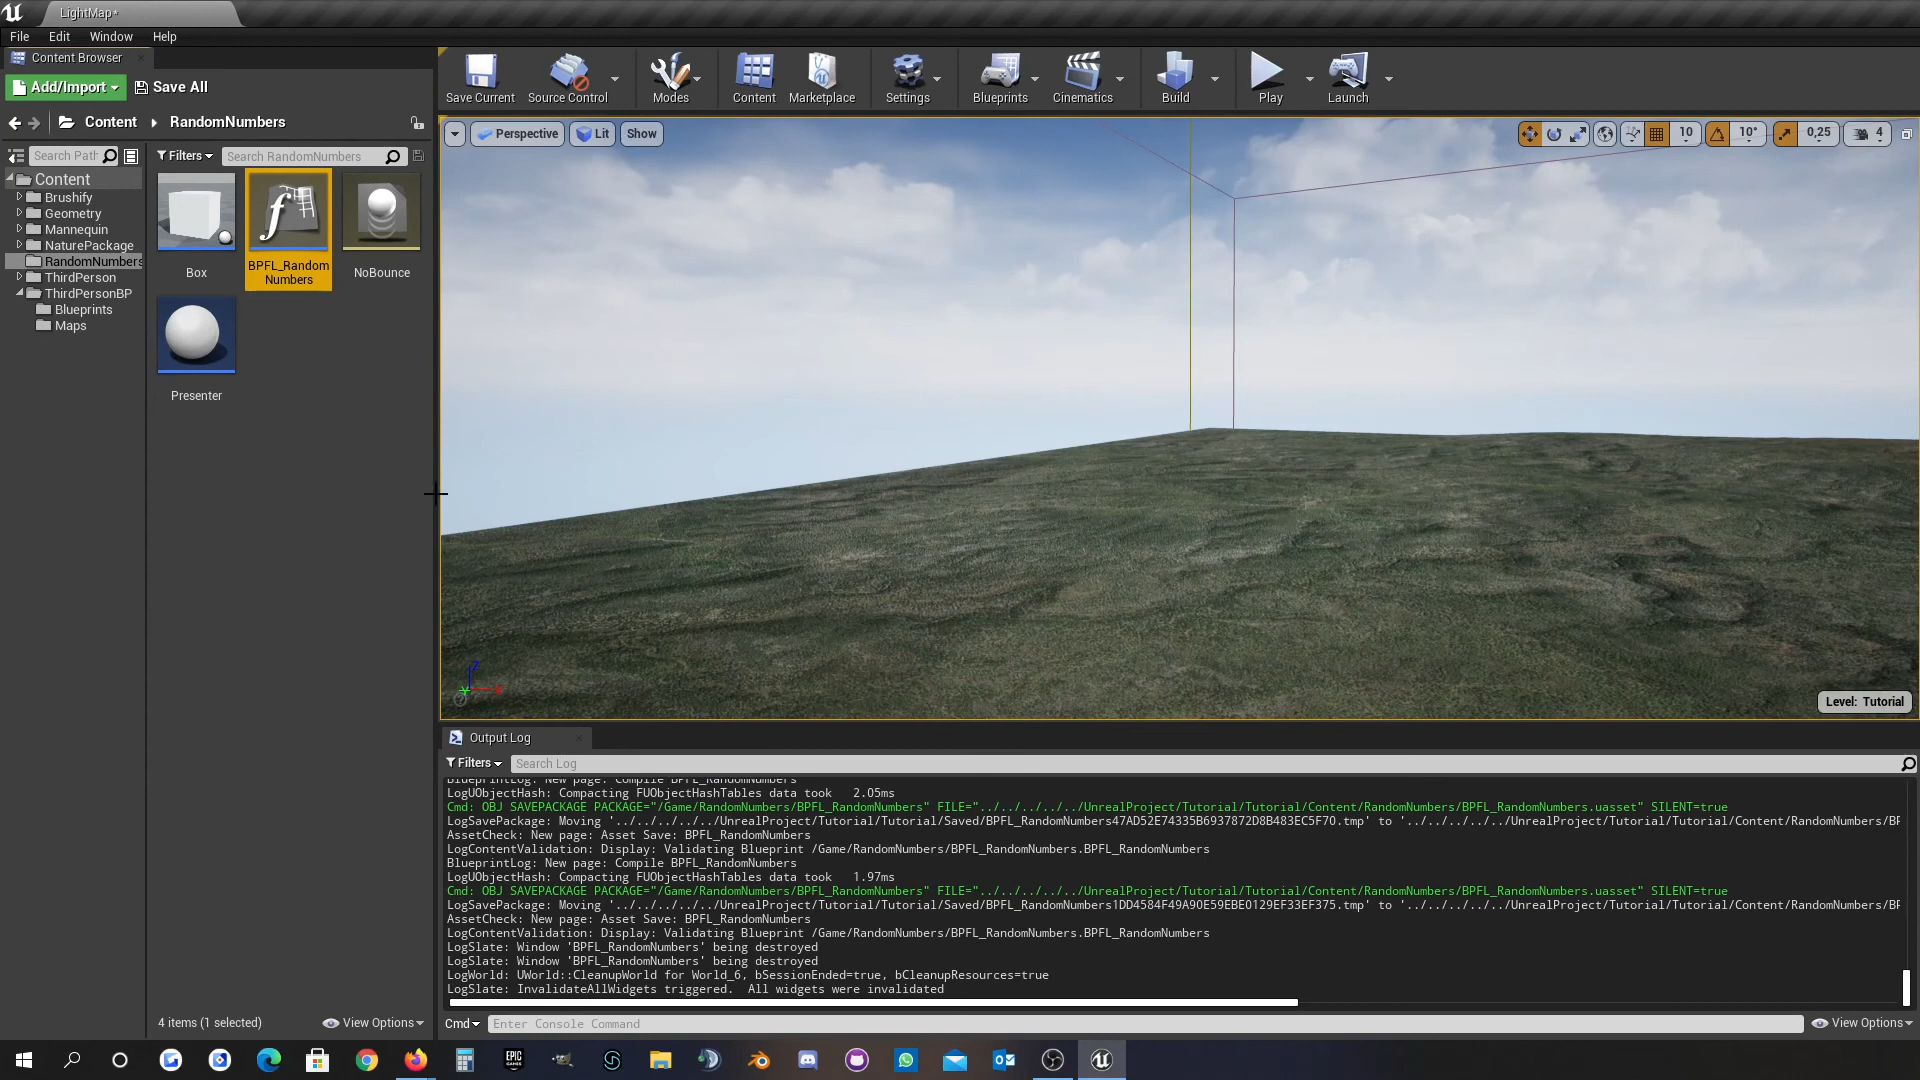 LightMap*
File Edit Window Help
Content Browser
Add/Import Save All
Content RandomNumbers
Search Path
Filters Search RandomNumbers
Content
Brushify
Geometry
Mannequin
NaturePackage
RandomNumbers
ThirdPerson
ThirdPersonBP
Blueprints
Maps
Box
BPFL_Random
Numbers
NoBounce
Presenter
4 items (1 selected) View Options
Save Current Source Control Modes Content Marketplace Settings Blueprints Cinematics Build Play Launch
Perspective Lit Show
10 10° 0,25 4
Z
Level: Tutorial
Output Log
Filters Search Log
BlueprintLog: New page: Compile BPFL_RandomNumbers
LogUObjectHash: Compacting FUObjectHashTables data took   2.05ms
Cmd: OBJ SAVEPACKAGE PACKAGE="/Game/RandomNumbers/BPFL_RandomNumbers" FILE="../../../../../UnrealProject/Tutorial/Tutorial/Content/RandomNumbers/BPFL_RandomNumbers.uasset" SILENT=true
LogSavePackage: Moving '../../../../../UnrealProject/Tutorial/Tutorial/Saved/BPFL_RandomNumbers47AD52E74335B6937872D8B483EC5F70.tmp' to '../../../../../UnrealProject/Tutorial/Tutorial/Content/RandomNumbers/BP
AssetCheck: New page: Asset Save: BPFL_RandomNumbers
LogContentValidation: Display: Validating Blueprint /Game/RandomNumbers/BPFL_RandomNumbers.BPFL_RandomNumbers
BlueprintLog: New page: Compile BPFL_RandomNumbers
LogUObjectHash: Compacting FUObjectHashTables data took   1.97ms
Cmd: OBJ SAVEPACKAGE PACKAGE="/Game/RandomNumbers/BPFL_RandomNumbers" FILE="../../../../../UnrealProject/Tutorial/Tutorial/Content/RandomNumbers/BPFL_RandomNumbers.uasset" SILENT=true
LogSavePackage: Moving '../../../../../UnrealProject/Tutorial/Tutorial/Saved/BPFL_RandomNumbers1DD4584F49A90E59EBE0129EF33EF375.tmp' to '../../../../../UnrealProject/Tutorial/Tutorial/Content/RandomNumbers/BP
AssetCheck: New page: Asset Save: BPFL_RandomNumbers
LogContentValidation: Display: Validating Blueprint /Game/RandomNumbers/BPFL_RandomNumbers.BPFL_RandomNumbers
LogSlate: Window 'BPFL_RandomNumbers' being destroyed
LogSlate: Window 'BPFL_RandomNumbers' being destroyed
LogWorld: UWorld::CleanupWorld for World_6, bSessionEnded=true, bCleanupResources=true
LogSlate: InvalidateAllWidgets triggered.  All widgets were invalidated
Cmd Enter Console Command View Options
EPIC GAMES